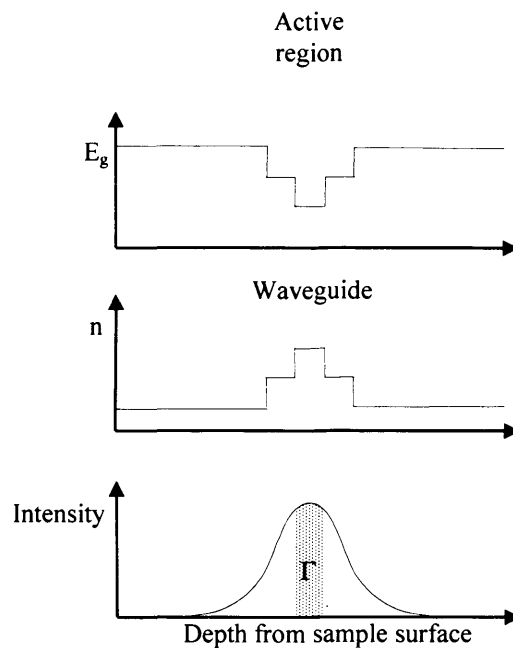 Active
region
E_g
Waveguide
n
Intensity
Γ
Depth from sample surface